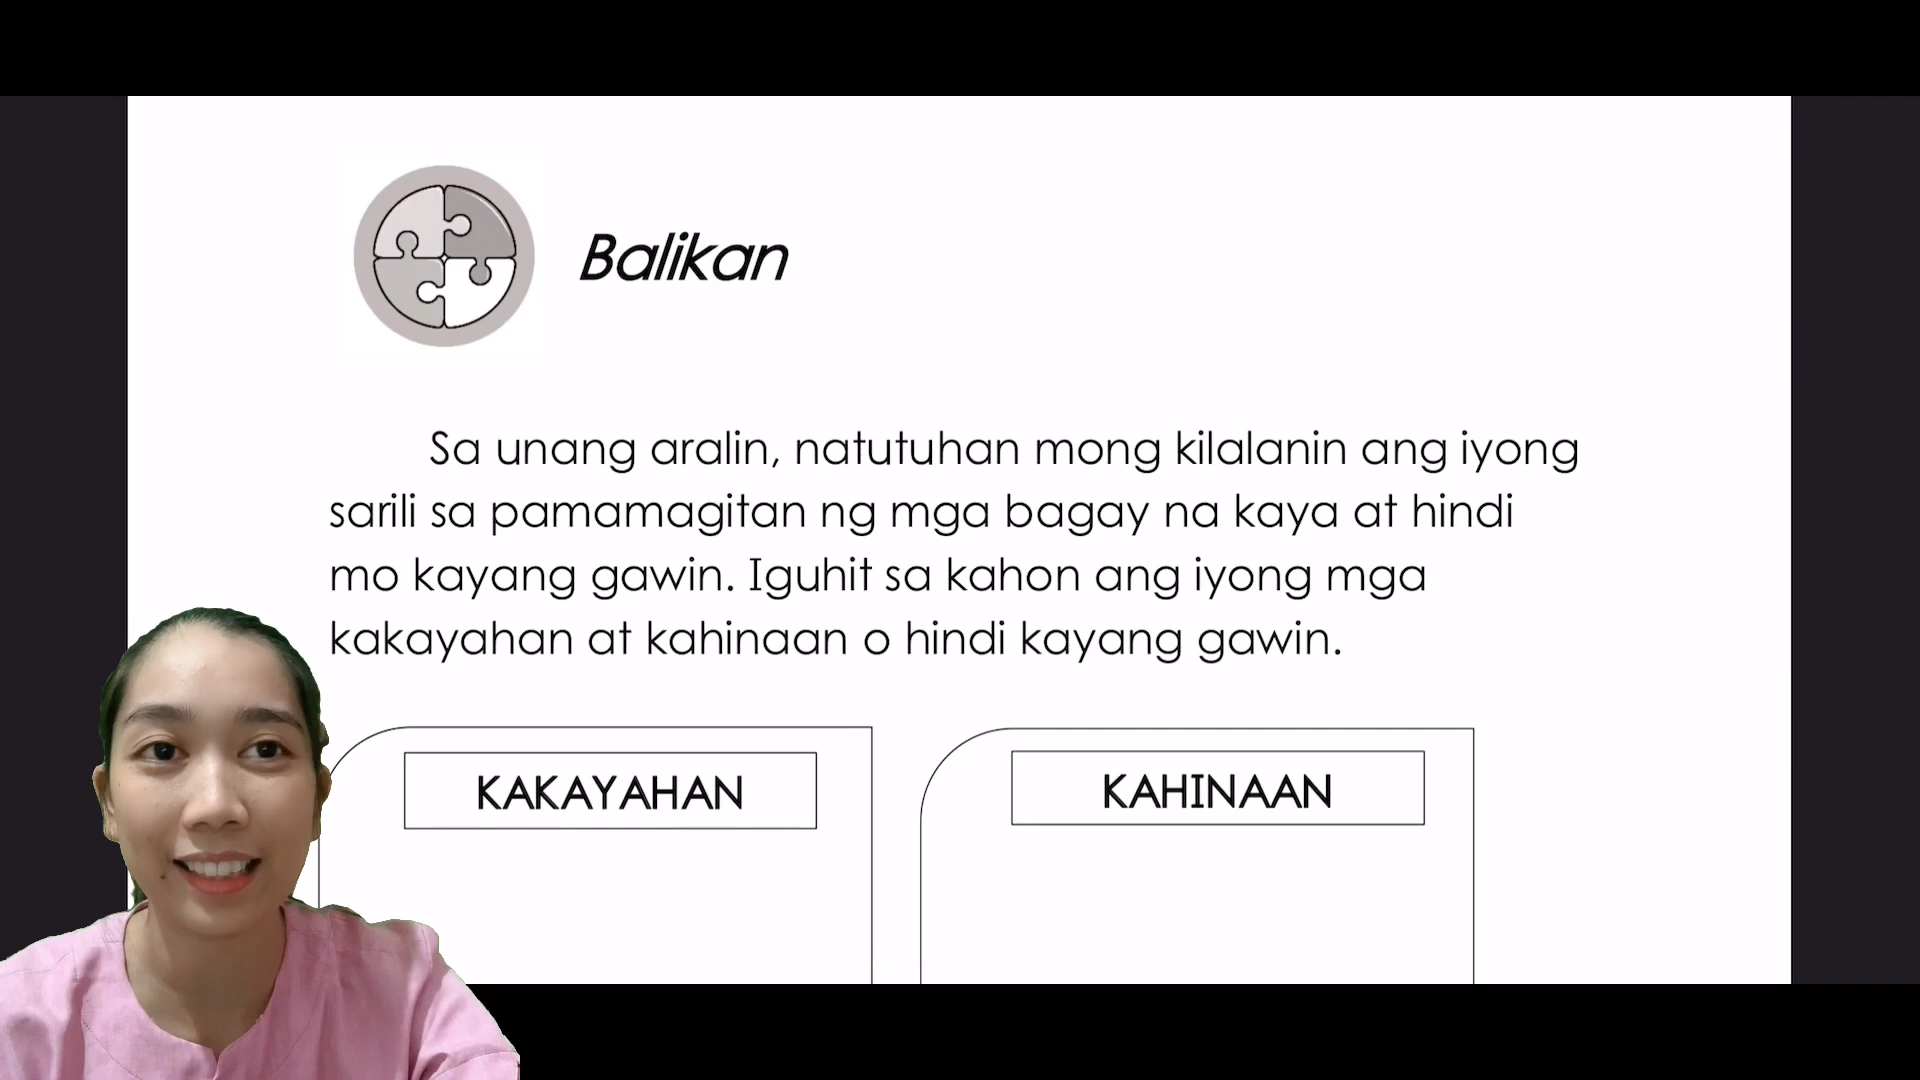 Balikan
Sa unang aralin, natutuhan mong kilalanin ang iyong
sarili sa pamamagitan ng mga bagay na kaya at hindi
mo kayang gawin. Iguhit sa kahon ang iyong mga
kakayahan at kahinaan o hindi kayang gawin.
KAKAYAHAN
KAHINAAN